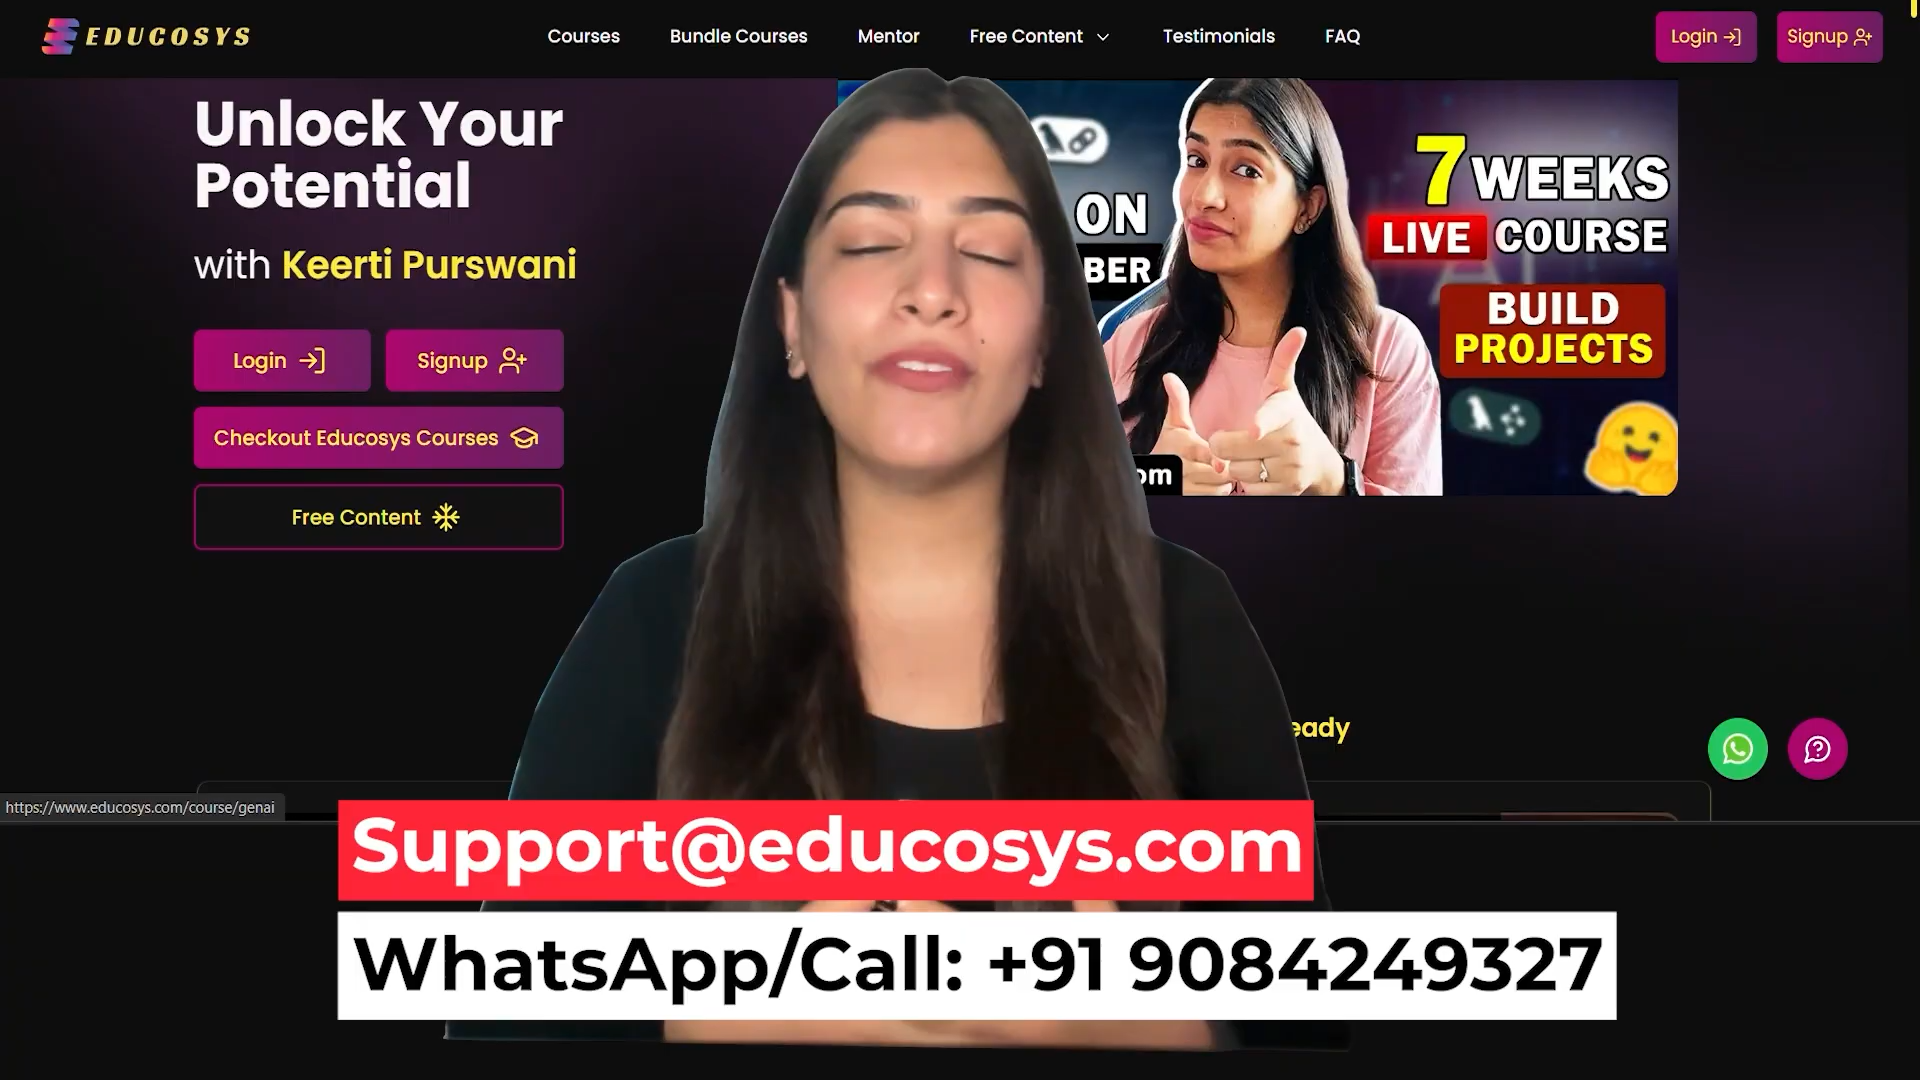 EDUCOSYS
Courses
Bundle Courses
Mentor
Free Content
Testimonials
FAQ
Login
Signup
Unlock Your
Potential
with Keerti Purswani
Login
Signup
Checkout Educosys Courses
Free Content
ON
BER
7 WEEKS
LIVE COURSE
BUILD
PROJECTS
om
eady
https://www.educosys.com/course/genai
Support@educosys.com
WhatsApp/Call: +91 9084249327